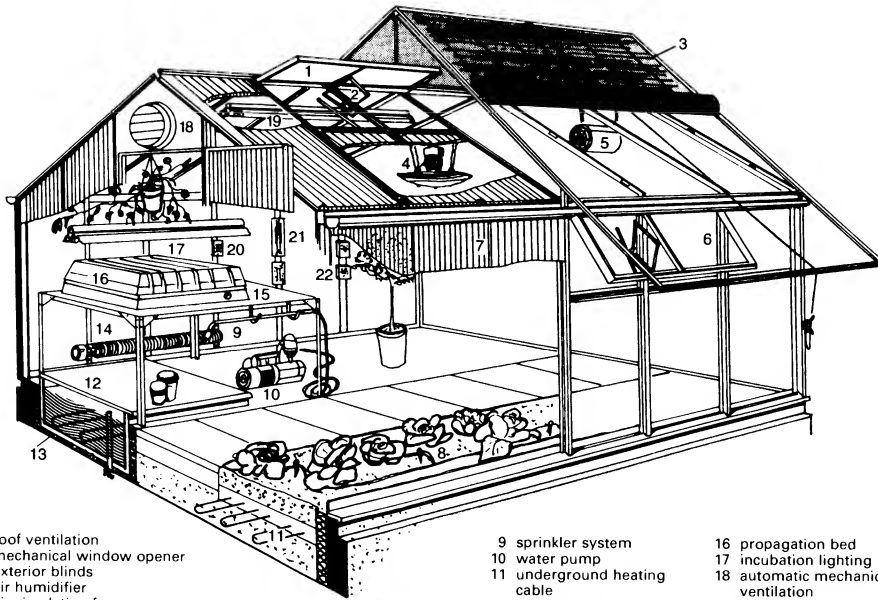 1
3
2
18
19
5
4
6
21
7
20
17
22
16
15
14
9
12
10
13
8
11
oof ventilation
echanical window opener
xterior blinds
ir humidifier
9 sprinkler system
10 water pump
11 underground heating
cable
16 propagation bed
17 incubation lighting
18 automatic mechanic
ventilation